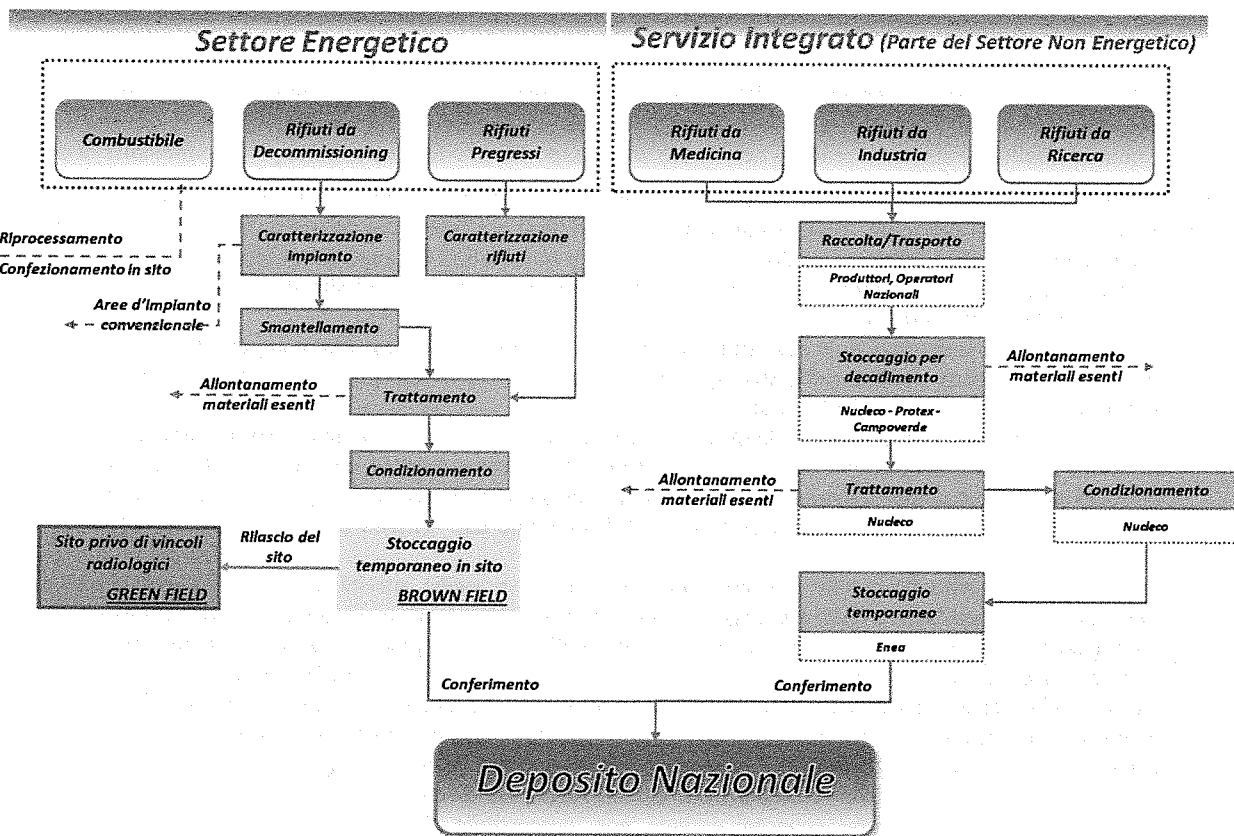 Settore Energetico
Servizio Integrato (Parte del Settore Non Energetico)
Combustibile
Rifiuti da
Decommissioning
Rifiuti
Pregressi
Rifiuti da
Medicina
Rifiuti da
Industria
Rifiuti da
Ricerca
Riprocessamento
Confezionamento in sito
Caratterizzazione
impianto
Caratterizzazione
rifiuti
Raccolta/Trasporto
Produttori, Operatori
Nazionali
Aree d'impianto
convenzionale
Smantellamento
Stoccaggio per
decadimento
Nucleco - Protex -
Campoverde
Allontanamento
materiali esenti
Allontanamento
materiali esenti
Trattamento
Condizionamento
Allontanamento
materiali esenti
Trattamento
Nucleco
Condizionamento
Nucleco
Sito privo di vincoli
radiologici
GREEN FIELD
Rilascio del
sito
Stoccaggio
temporaneo in sito
BROWN FIELD
Stoccaggio
temporaneo
Enea
Conferimento
Conferimento
Deposito Nazionale